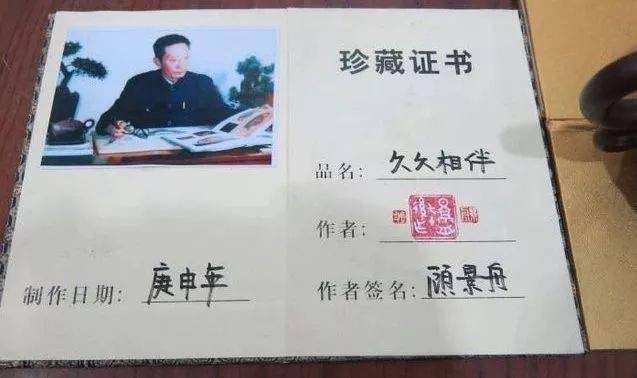 制作日期: 庚申年
珍藏证书
品名: 久久相伴
作者:
作者签名: 顾景舟